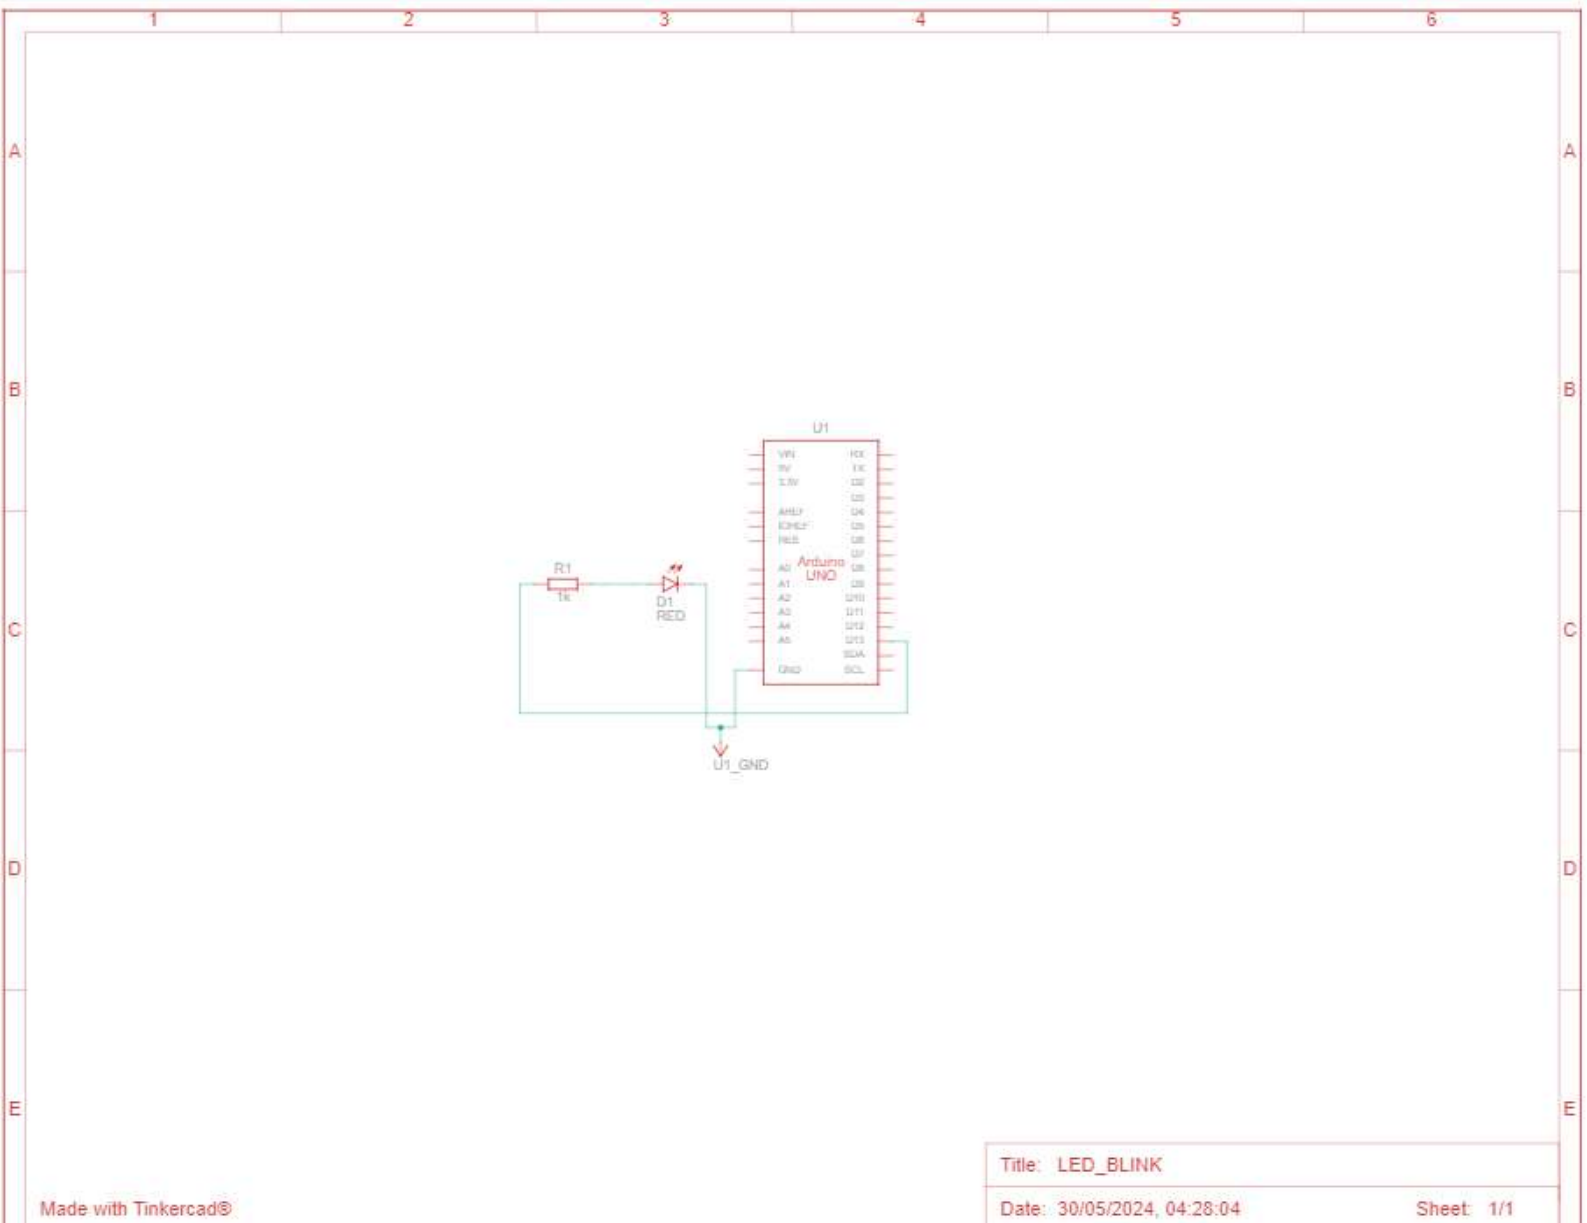 1 2 3 4 5 6
A A
B B
U1
VIN RX
5V TX
3.3V D2
D3
AREF D4
IOREF D5
RES D6
D7
A0 Arduino D8
UNO
A1 D9
A2 D10
A3 D11
A4 D12
A5 D13
SDA
GND SCL
R1
1k
D1
RED
C C
U1_GND
D D
E E
Title: LED_BLINK
Made with Tinkercad®
Date: 30/05/2024, 04:28:04 Sheet: 1/1